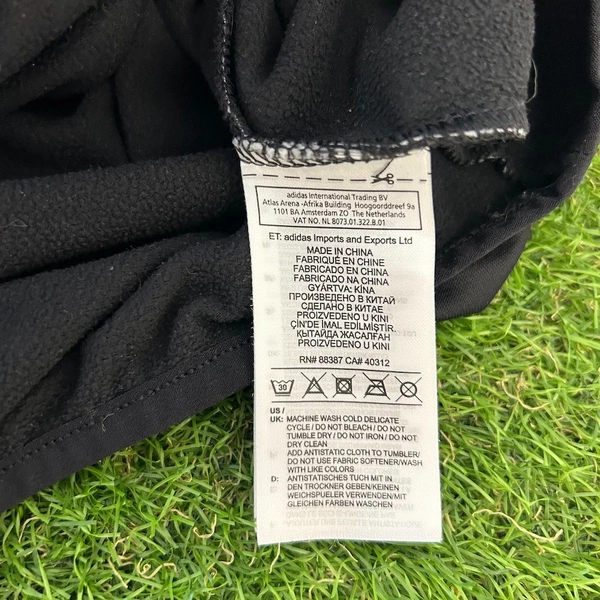 adidas International Trading BV
Atlas Arena -Afrika Building Hoogoorddreef 9a
1101 BA Amsterdam ZO The Netherlands
VAT NO. NL 8073.01.322.B.01
ET: adidas Imports and Exports Ltd
MADE IN CHINA
FABRIQUÉ EN CHINE
FABRICADO EN CHINA
FABRICADO NA CHINA
GYÁRTVA: KÍNA
ПРОИЗВЕДЕНО В КИТАЙ
СДЕЛАНО В КИТАЕ
PROIZVEDENO U KINI
ÇİN'DE İMAL EDİLMİŞTİR.
ҚЫТАЙДА ЖАСАЛҒАН
PROIZVEDENO U KINI
RN# 88387 CA# 40312
30
US /
UK: MACHINE WASH COLD DELICATE
CYCLE / DO NOT BLEACH / DO NOT
TUMBLE DRY / DO NOT IRON / DO NOT
DRY CLEAN
ADD ANTISTATIC CLOTH TO TUMBLER/
DO NOT USE FABRIC SOFTENER/WASH
WITH LIKE COLORS
D: ANTISTATISCHES TUCH MIT IN
DEN TROCKNER GEBEN/KEINEN
WEICHSPUELER VERWENDEN/MIT
GLEICHEN FARBEN WASCHEN